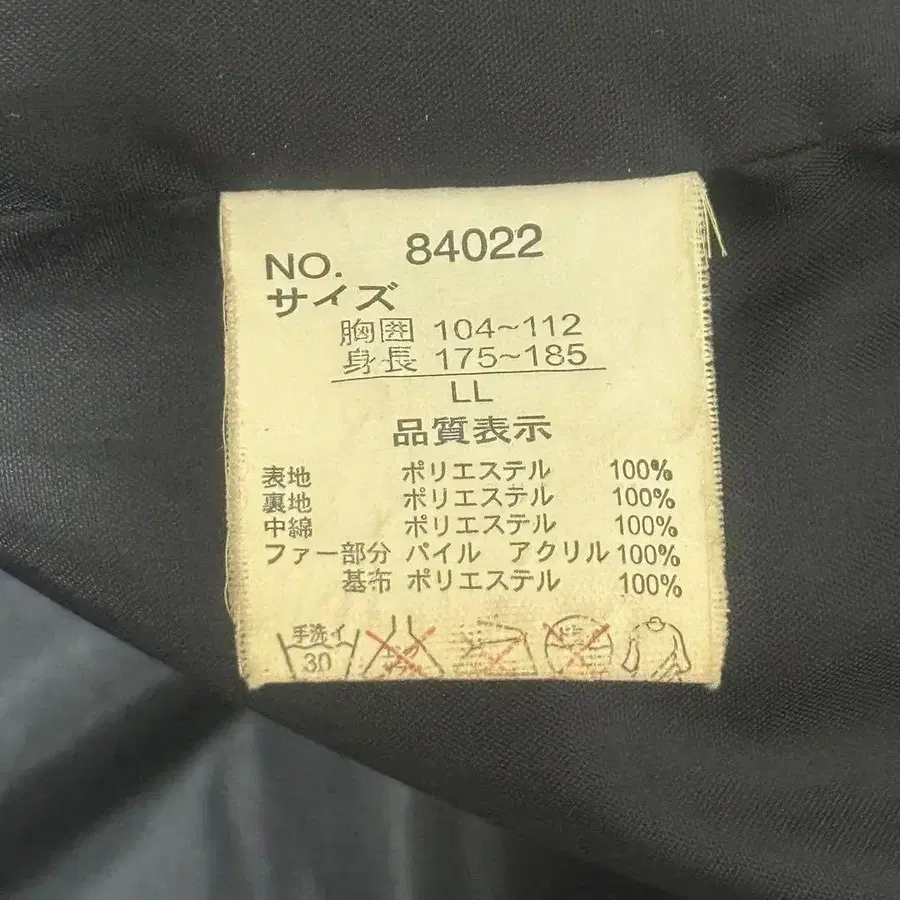 NO. 84022
サイズ
胸囲 104~112
身長 175~185
LL
品質表示
表地 ポリエステル 100%
裏地 ポリエステル 100%
中綿 ポリエステル 100%
ファー部分 パイル アクリル 100%
基布 ポリエステル 100%
手洗イ
30